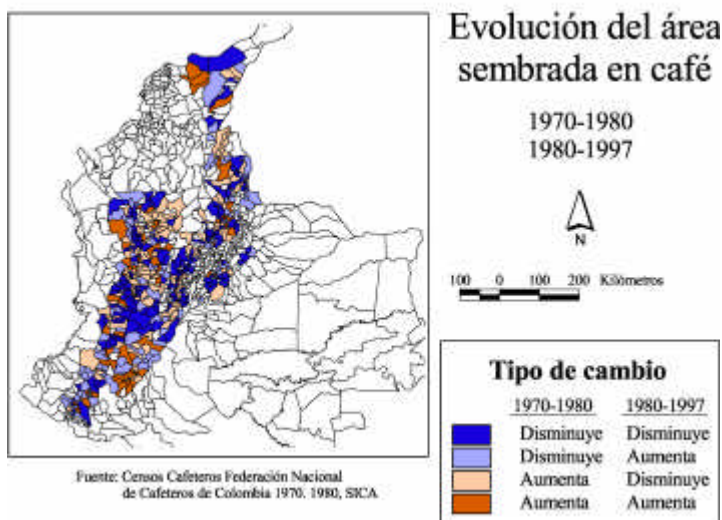 Evolución del área
sembrada en café
1970-1980
1980-1997
N
100 0 100 200 Kilómetros
Tipo de cambio
1970-1980 1980-1997
Disminuye Disminuye
Disminuye Aumenta
Aumenta Disminuye
Aumenta Aumenta
Fuente: Censos Cafeteros Federación Nacional
de Cafeteros de Colombia 1970. 1980, SICA